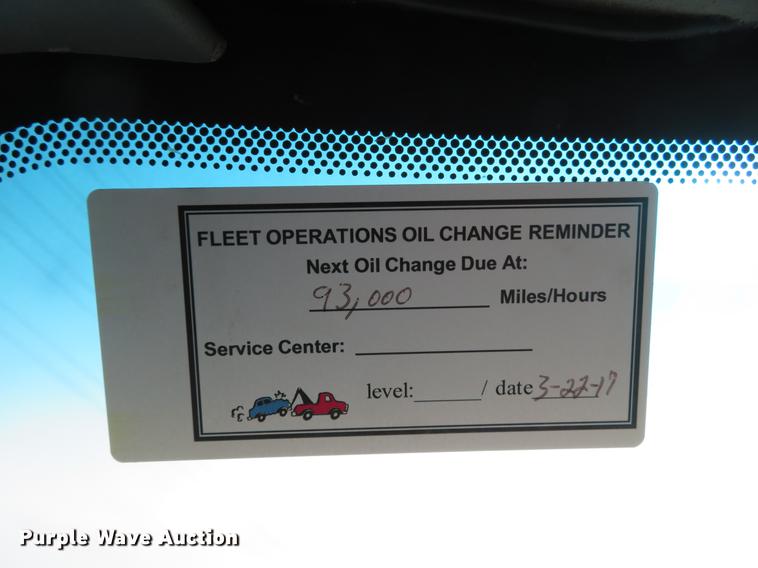 FLEET OPERATIONS OIL CHANGE REMINDER
Next Oil Change Due At:
93,000 Miles/Hours
Service Center:
level: / date 3-22-17
Purple Wave Auction